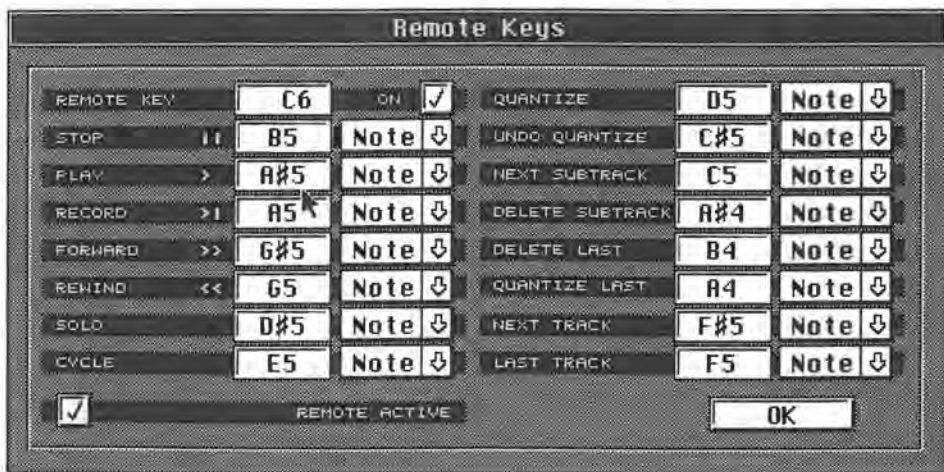 Remote Keys
REMOTE KEY C6 ON QUANTIZE D5 Note
STOP II B5 Note UNDO QUANTIZE C#5 Note
PLAY > A#5 Note NEXT SUBTRACK C5 Note
RECORD >I A5 Note DELETE SUBTRACK A#4 Note
FORWARD >> G#5 Note DELETE LAST B4 Note
REWIND << G5 Note QUANTIZE LAST A4 Note
SOLO D#5 Note NEXT TRACK F#5 Note
CYCLE E5 Note LAST TRACK F5 Note
REMOTE ACTIVE OK